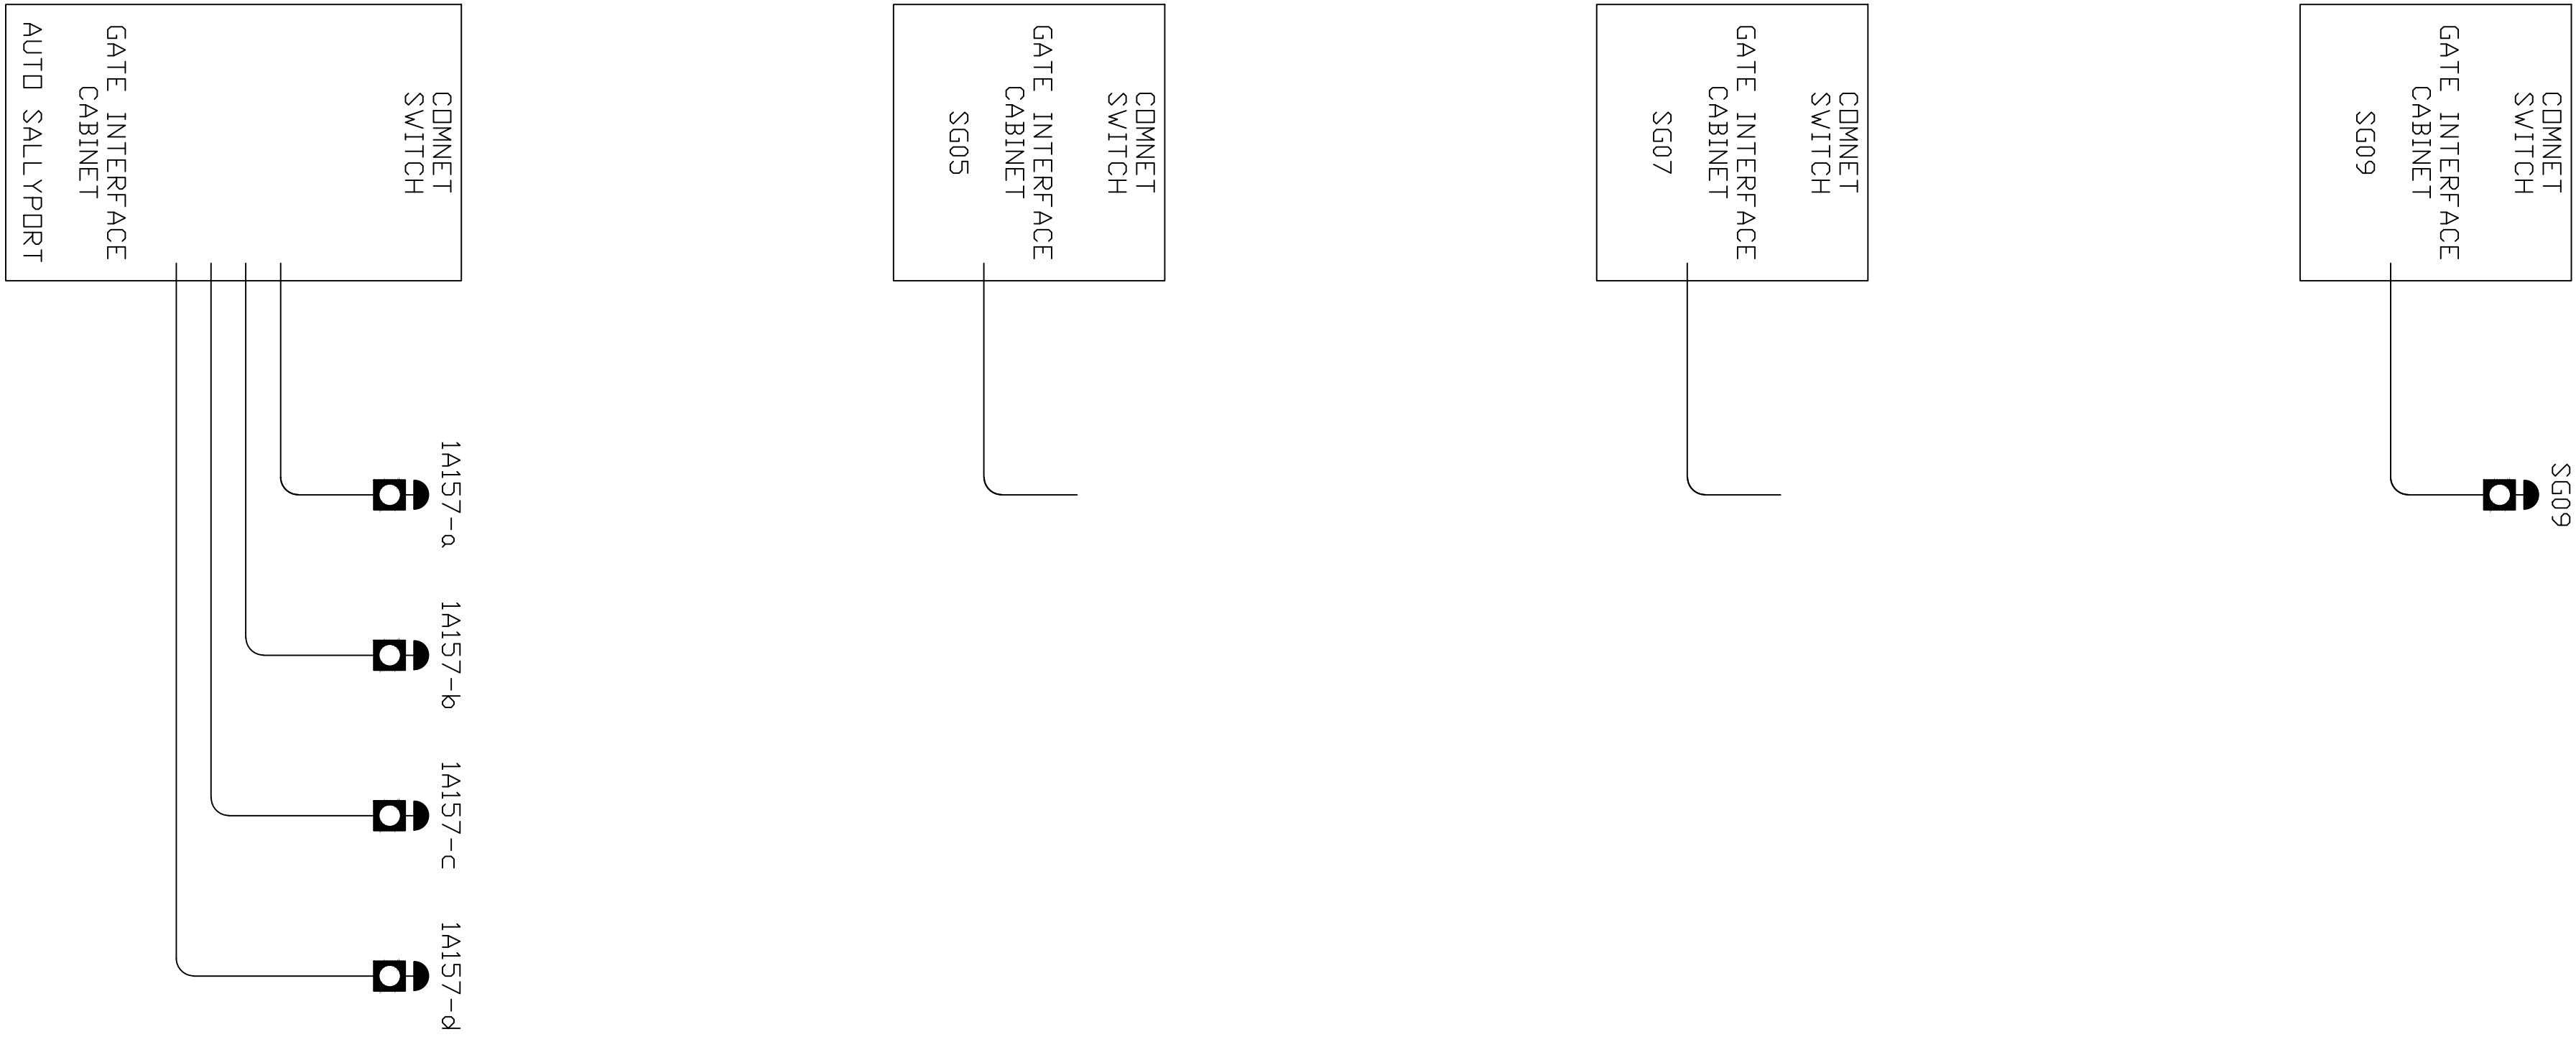 COMNET
SWITCH
GATE INTERFACE
CABINET
AUTO SALLYPORT
1A157-a
1A157-b
1A157-c
1A157-d
COMNET
SWITCH
GATE INTERFACE
CABINET
SG05
COMNET
SWITCH
GATE INTERFACE
CABINET
SG07
COMNET
SWITCH
GATE INTERFACE
CABINET
SG09
SG09